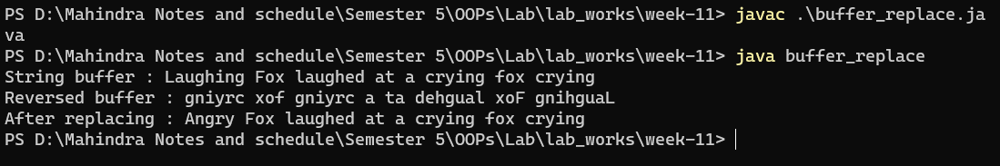 PS D:\Mahindra Notes and schedule\Semester 5\OOPs\Lab\lab_works\week-11> javac .\buffer_replace.ja
va
PS D:\Mahindra Notes and schedule\Semester 5\OOPs\Lab\lab_works\week-11> java buffer_replace
String buffer : Laughing Fox laughed at a crying fox crying
Reversed buffer : gniyrc xof gniyrc a ta dehgual xoF gnihguaL
After replacing : Angry Fox laughed at a crying fox crying
PS D:\Mahindra Notes and schedule\Semester 5\OOPs\Lab\lab_works\week-11>